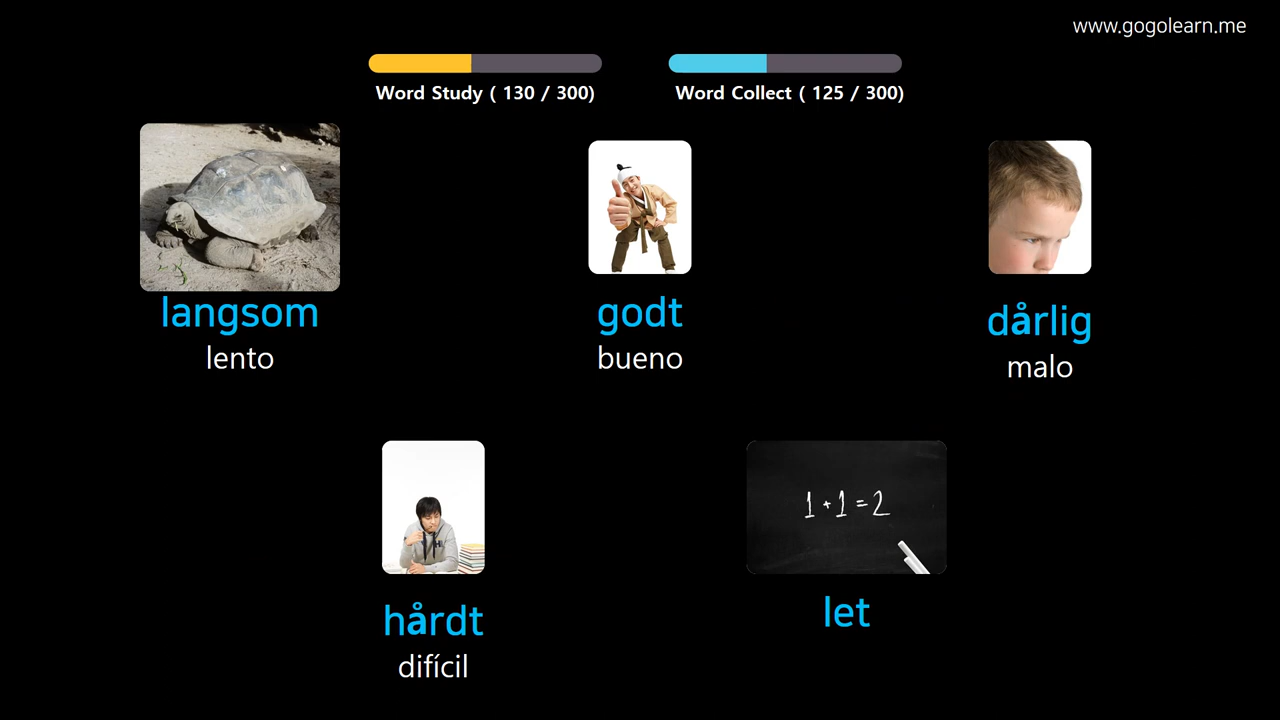 www.gogolearn.me
Word Study ( 130 / 300)
Word Collect ( 125 / 300)
langsom
lento
godt
bueno
dårlig
malo
1+1=2
hårdt
difícil
let